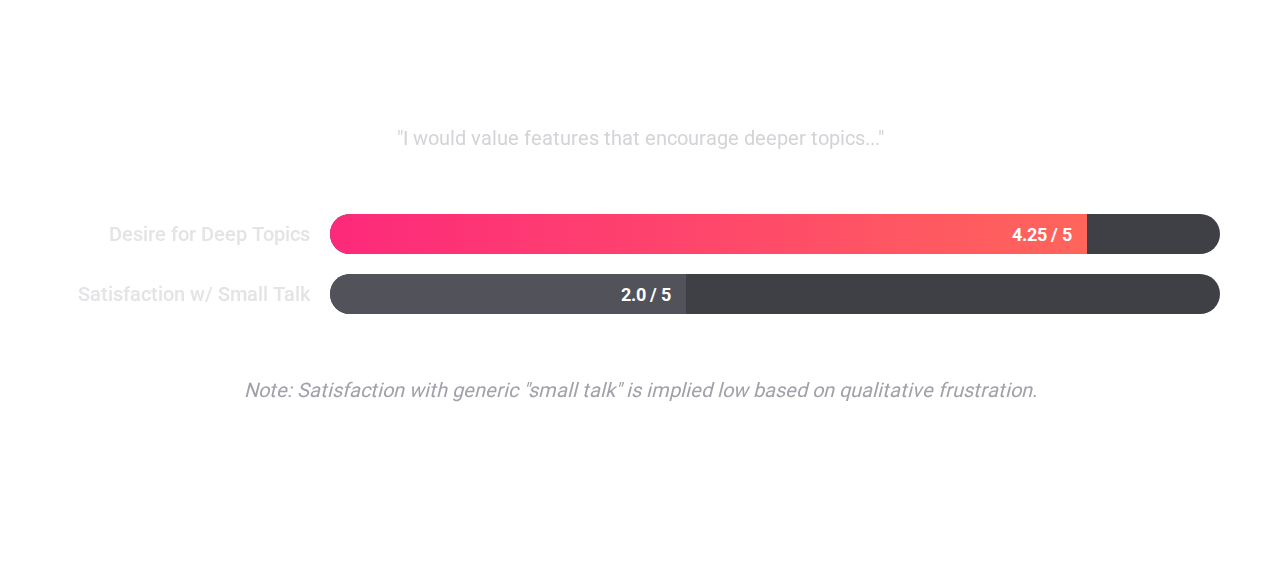 "I would value features that encourage deeper topics..."
Desire for Deep Topics
4.25 / 5
Satisfaction w/ Small Talk
2.0 / 5
Note: Satisfaction with generic "small talk" is implied low based on qualitative frustration.